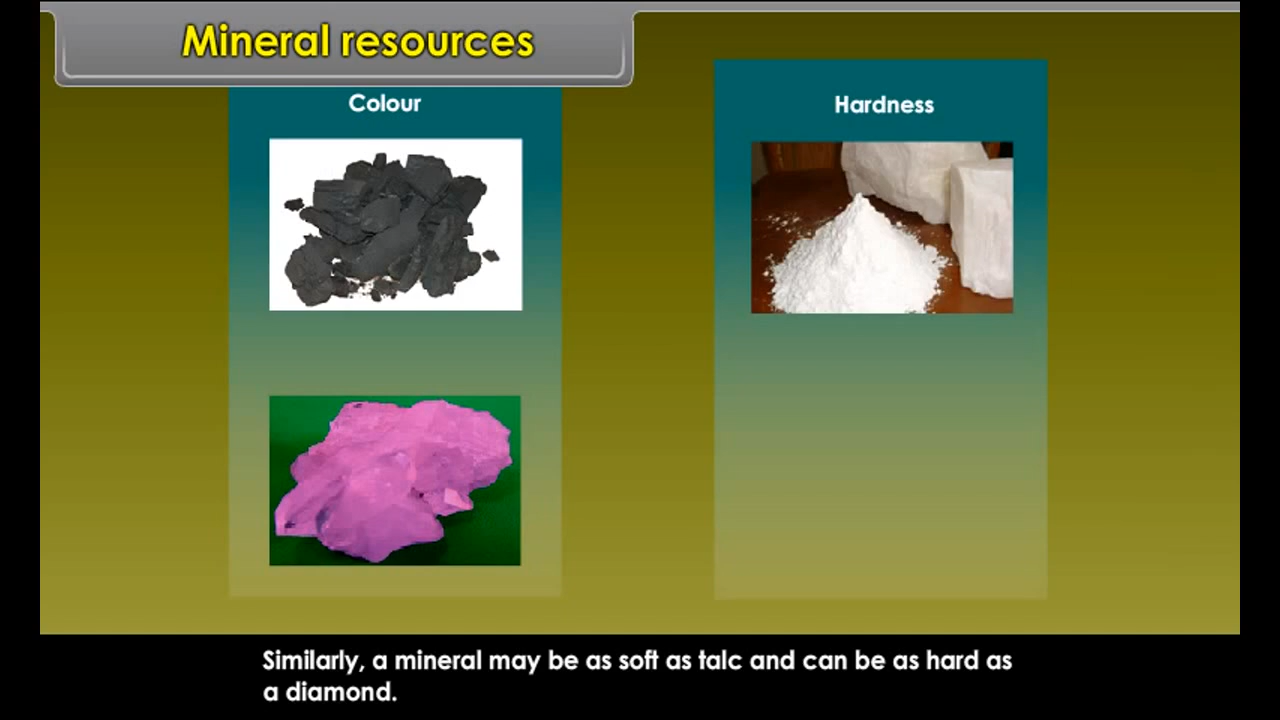 Mineral resources
Colour
Hardness
Similarly, a mineral may be as soft as talc and can be as hard as
a diamond.